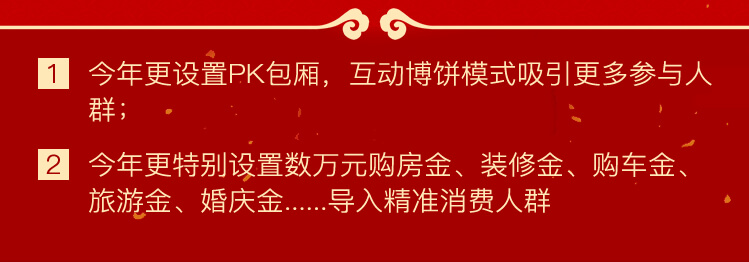 1 今年更设置PK包厢，互动博饼模式吸引更多参与人
群；
2 今年更特别设置数万元购房金、装修金、购车金、
旅游金、婚庆金......导入精准消费人群